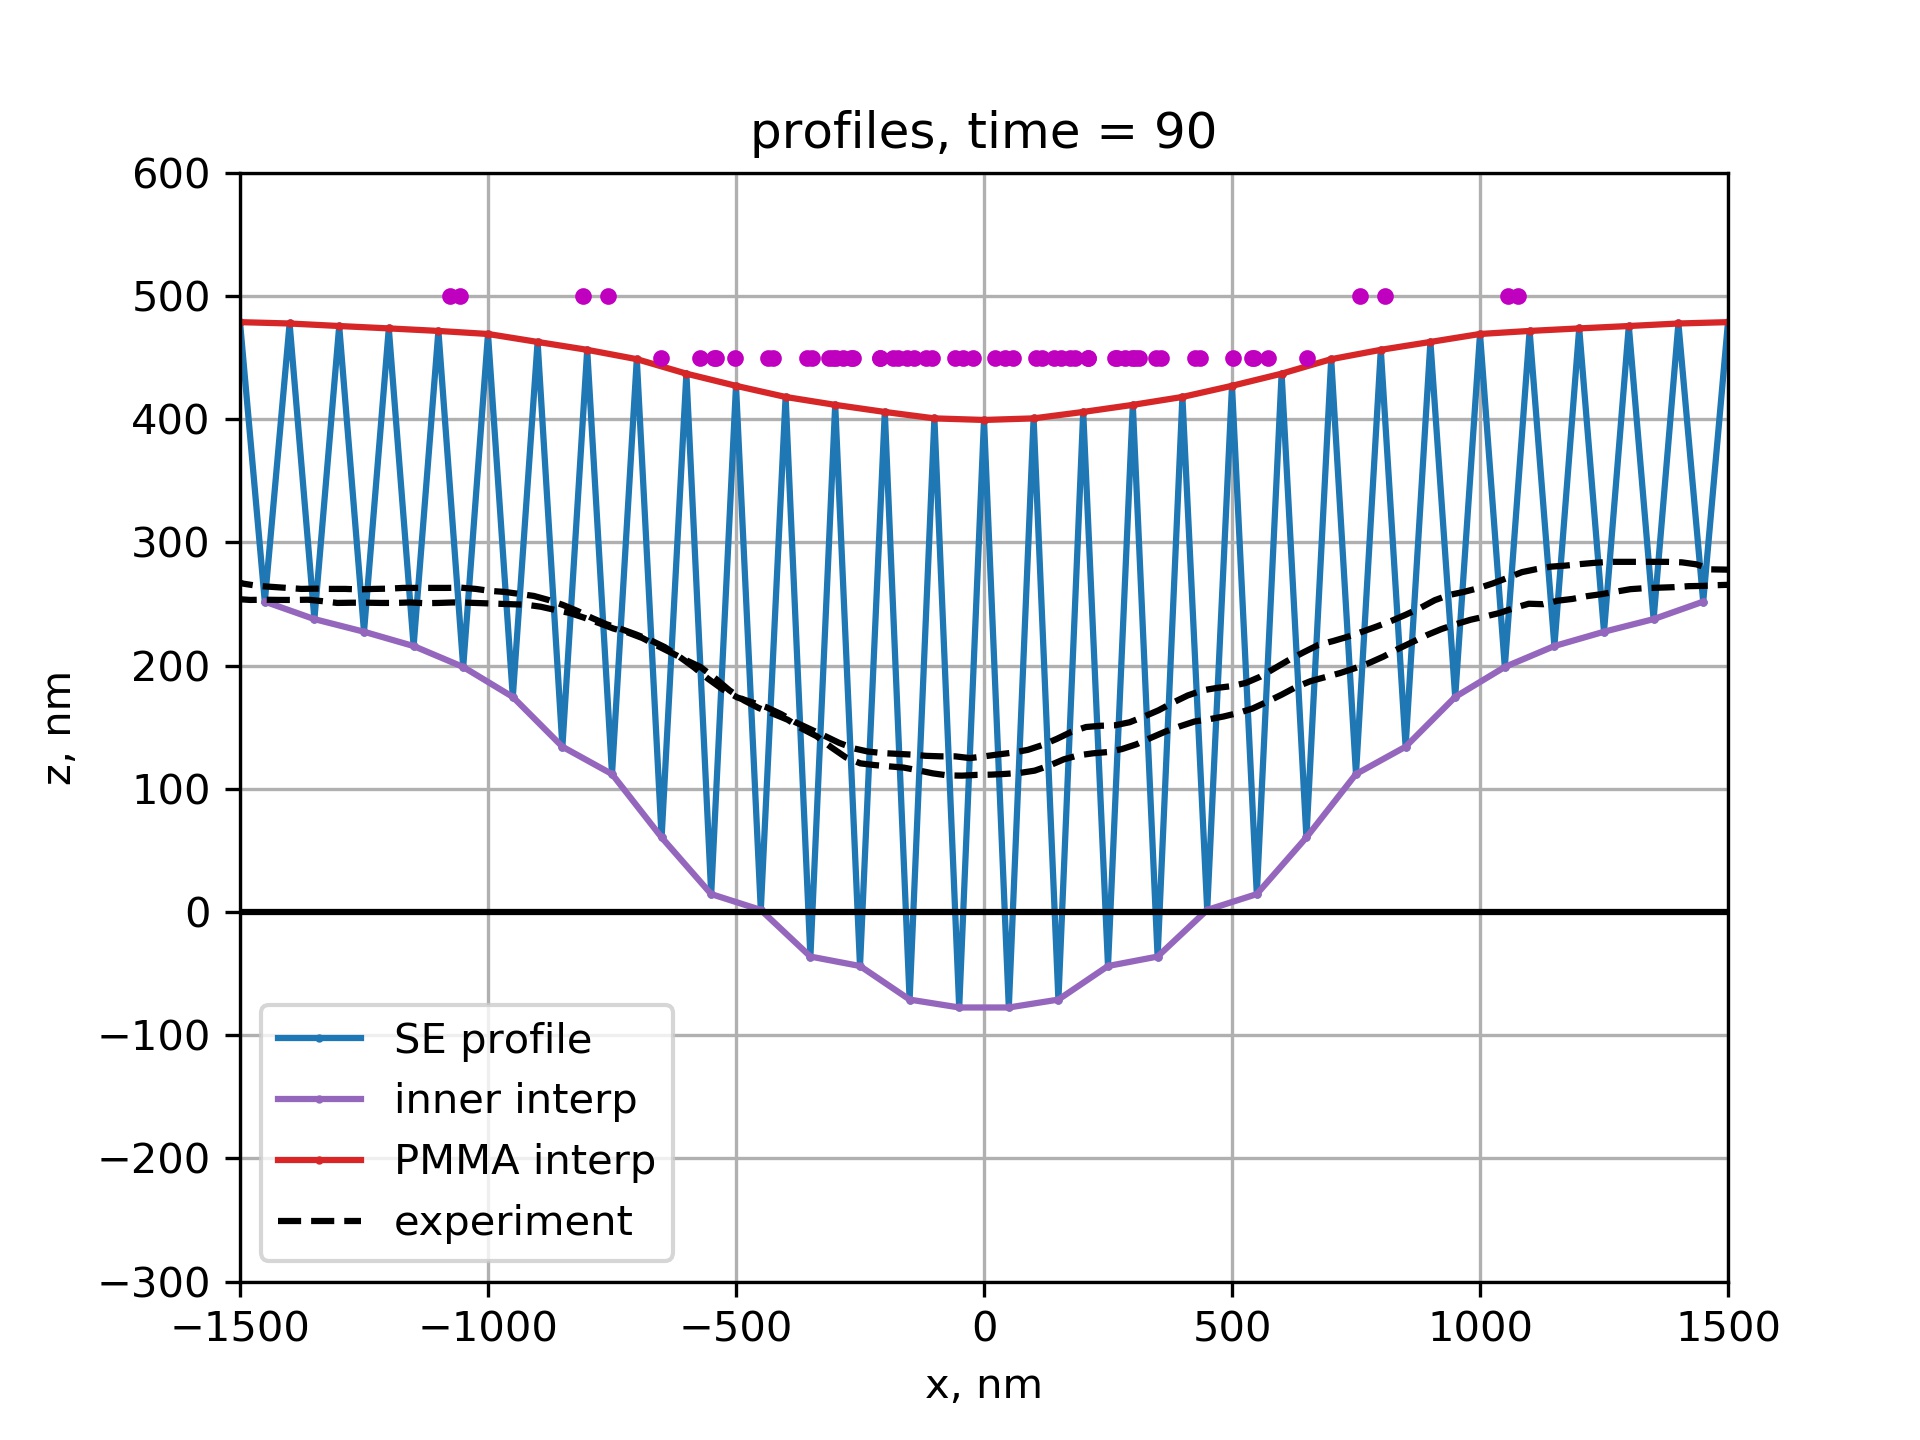 profiles, time = 90
600
500
400
300
200
100
0
−100
−200
−300
z, nm
SE profile
inner interp
PMMA interp
experiment
−1500 −1000 −500 0 500 1000 1500
x, nm